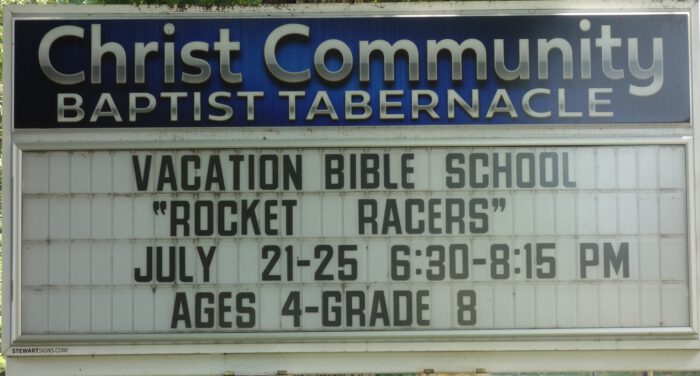 Christ Community
BAPTIST TABERNACLE
VACATION BIBLE SCHOOL
"ROCKET RACERS"
JULY 21-25 6:30-8:15 PM
AGES 4-GRADE 8
STEWARTSIGNS.COM